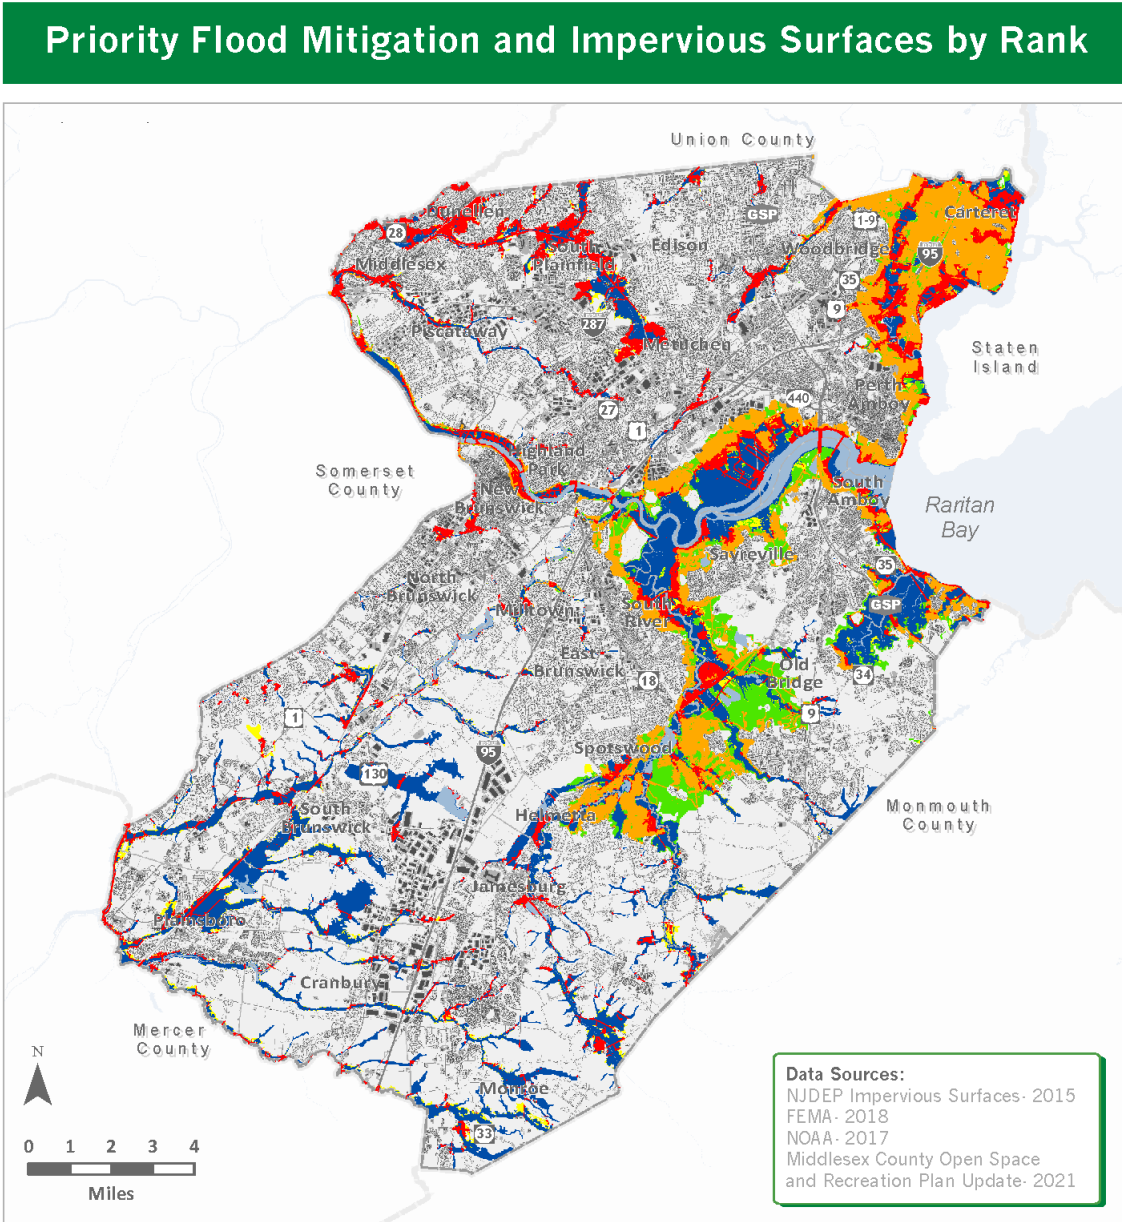 Priority Flood Mitigation and Impervious Surfaces by Rank
Union County
Dunellen
Carteret
GSP
1-9
28
South
Plainfield
Edison
Woodbridge
95
Middlesex
35
9
287
Piscataway
Metuchen
Staten
Island
Perth
Amboy
440
27
1
Highland
Park
Somerset
County
New
Brunswick
South
Amboy
Raritan
Bay
Sayreville
35
North
Brunswick
Milltown
South
River
GSP
East
Brunswick
18
Old
Bridge
34
9
1
Spotswood
95
130
South
Brunswick
Helmetta
Monmouth
County
Jamesburg
Plainsboro
Cranbury
Mercer
County
N
Monroe
33
0 1 2 3 4
Miles
Data Sources:
NJDEP Impervious Surfaces- 2015
FEMA- 2018
NOAA- 2017
Middlesex County Open Space
and Recreation Plan Update- 2021